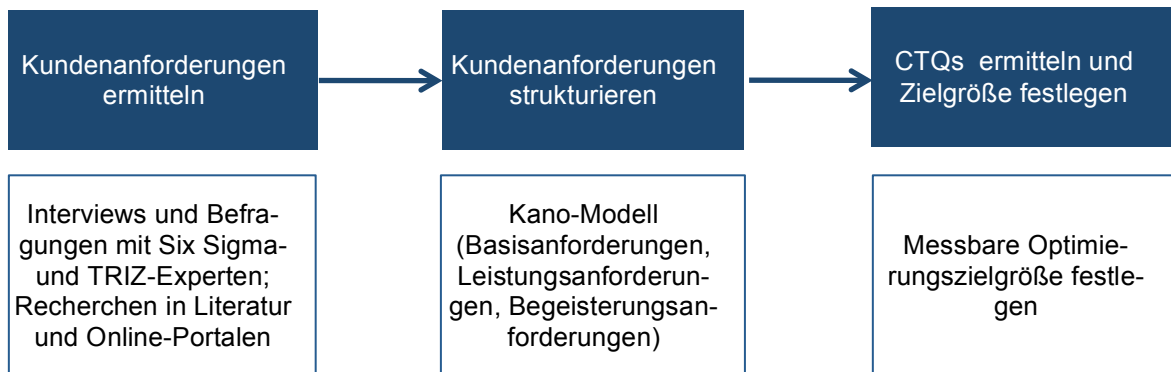 Kundenanforderungen
ermitteln
Kundenanforderungen
strukturieren
CTQs ermitteln und
Zielgröße festlegen
Interviews und Befra-
gungen mit Six Sigma-
und TRIZ-Experten;
Recherchen in Literatur
und Online-Portalen
Kano-Modell
(Basisanforderungen,
Leistungsanforderun-
gen, Begeisterungsan-
forderungen)
Messbare Optimie-
rungszielgröße festle-
gen